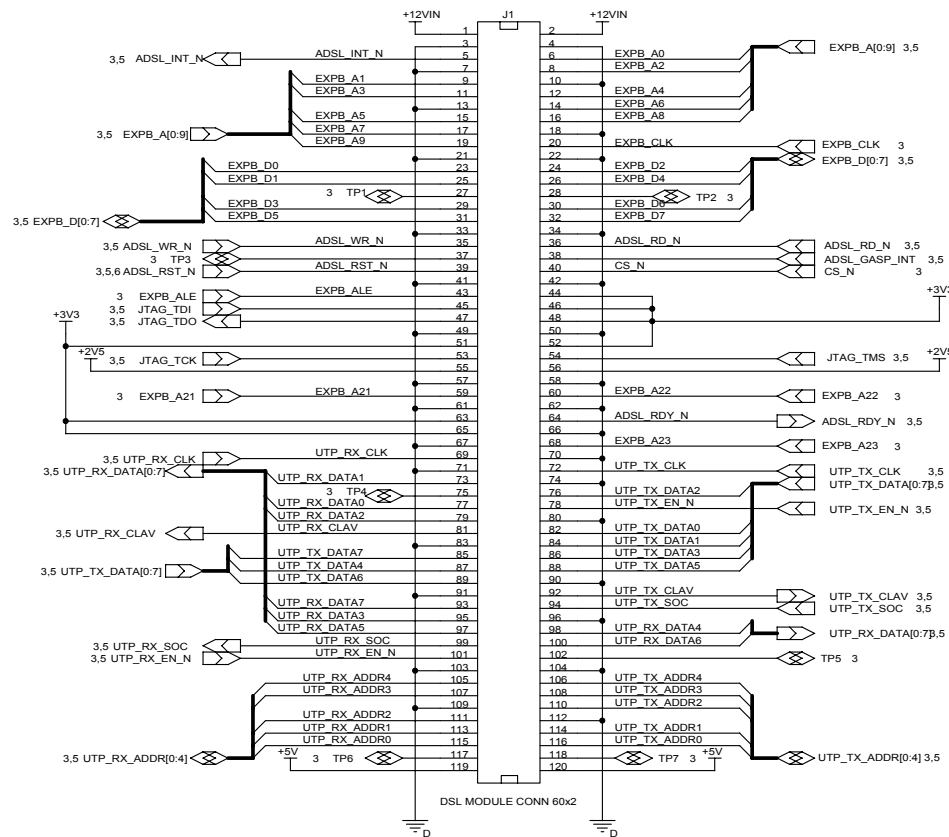 +12VIN J1 +12VIN
1 2
3 4
3,5 ADSL_INT_N ADSL_INT_N 5 6 EXPB_A0 EXPB_A[0:9] 3,5
7 8 EXPB_A2
EXPB_A1 9 10
EXPB_A3 11 12 EXPB_A4
13 14 EXPB_A6
EXPB_A5 15 16 EXPB_A8
3,5 EXPB_A[0:9] EXPB_A7 17 18
EXPB_A9 19 20 EXPB_CLK EXPB_CLK 3
21 22 EXPB_D[0:7] 3,5
EXPB_D0 23 24 EXPB_D2
EXPB_D1 25 26 EXPB_D4
3 TP1 27 28 TP2 3
EXPB_D3 29 30 EXPB_D6
3,5 EXPB_D[0:7] EXPB_D5 31 32 EXPB_D7
33 34
3,5 ADSL_WR_N ADSL_WR_N 35 36 ADSL_RD_N ADSL_RD_N 3,5
3 TP3 37 38 ADSL_GASP_INT 3,5
3,5,6 ADSL_RST_N ADSL_RST_N 39 40 CS_N CS_N 3
41 42
3 EXPB_ALE EXPB_ALE 43 44
3,5 JTAG_TDI 45 46
+3V3 3,5 JTAG_TDO 47 48
49 50
51 52
+2V5 3,5 JTAG_TCK 53 54 JTAG_TMS 3,5
55 56
57 58
3 EXPB_A21 EXPB_A21 59 60 EXPB_A22 EXPB_A22 3
61 62
63 64 ADSL_RDY_N ADSL_RDY_N 3,5
65 66
67 68 EXPB_A23 EXPB_A23 3
3,5 UTP_RX_CLK UTP_RX_CLK 69 70
3,5 UTP_RX_DATA[0:7] 71 72 UTP_TX_CLK UTP_TX_CLK 3,5
UTP_RX_DATA1 73 74 UTP_TX_DATA[0:7] 3,5
3 TP4 75 76 UTP_TX_DATA2
UTP_RX_DATA0 77 78 UTP_TX_EN_N UTP_TX_EN_N 3,5
UTP_RX_DATA2 79 80
3,5 UTP_RX_CLAV UTP_RX_CLAV 81 82 UTP_TX_DATA0
83 84 UTP_TX_DATA1
UTP_TX_DATA7 85 86 UTP_TX_DATA3
3,5 UTP_TX_DATA[0:7] UTP_TX_DATA4 87 88 UTP_TX_DATA5
UTP_TX_DATA6 89 90
91 92 UTP_TX_CLAV UTP_TX_CLAV 3,5
UTP_RX_DATA7 93 94 UTP_TX_SOC UTP_TX_SOC 3,5
UTP_RX_DATA3 95 96
UTP_RX_DATA5 97 98 UTP_RX_DATA4 UTP_RX_DATA[0:7] 3,5
3,5 UTP_RX_SOC UTP_RX_SOC 99 100 UTP_RX_DATA6
3,5 UTP_RX_EN_N UTP_RX_EN_N 101 102 TP5 3
103 104
UTP_RX_ADDR4 105 106 UTP_TX_ADDR4
UTP_RX_ADDR3 107 108 UTP_TX_ADDR3
109 110 UTP_TX_ADDR2
UTP_RX_ADDR2 111 112
UTP_RX_ADDR1 113 114 UTP_TX_ADDR1
UTP_RX_ADDR0 115 116 UTP_TX_ADDR0
3,5 UTP_RX_ADDR[0:4] +5V 3 TP6 117 118 TP7 3 +5V UTP_TX_ADDR[0:4] 3,5
119 120
DSL MODULE CONN 60x2
D D